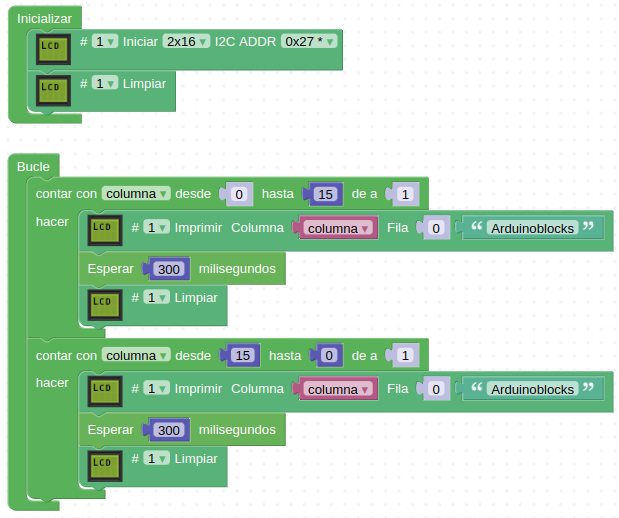 Inicializar
LCD # 1 Iniciar 2x16 I2C ADDR 0x27 *
LCD # 1 Limpiar
Bucle
contar con columna desde 0 hasta 15 de a 1
hacer LCD # 1 Imprimir Columna columna Fila 0 “ Arduinoblocks ”
Esperar 300 milisegundos
LCD # 1 Limpiar
contar con columna desde 15 hasta 0 de a 1
hacer LCD # 1 Imprimir Columna columna Fila 0 “ Arduinoblocks ”
Esperar 300 milisegundos
LCD # 1 Limpiar